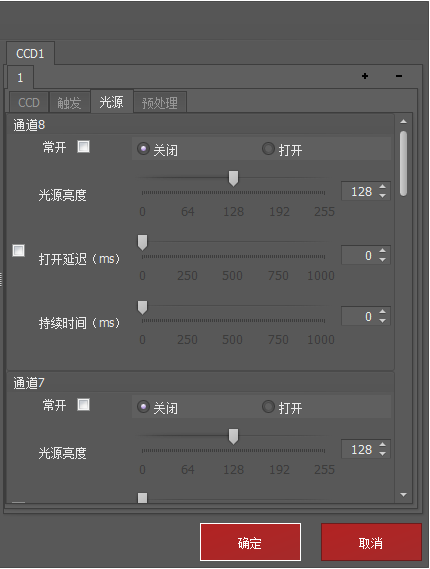 CCD1
1 + -
CCD 触发 光源 预处理
通道8
常开 关闭 打开
光源亮度 128
0 64 128 192 255
打开延迟（ms） 0
0 250 500 750 1000
持续时间（ms） 0
0 250 500 750 1000
通道7
常开 关闭 打开
光源亮度 128
0 64 128 192 255
确定 取消